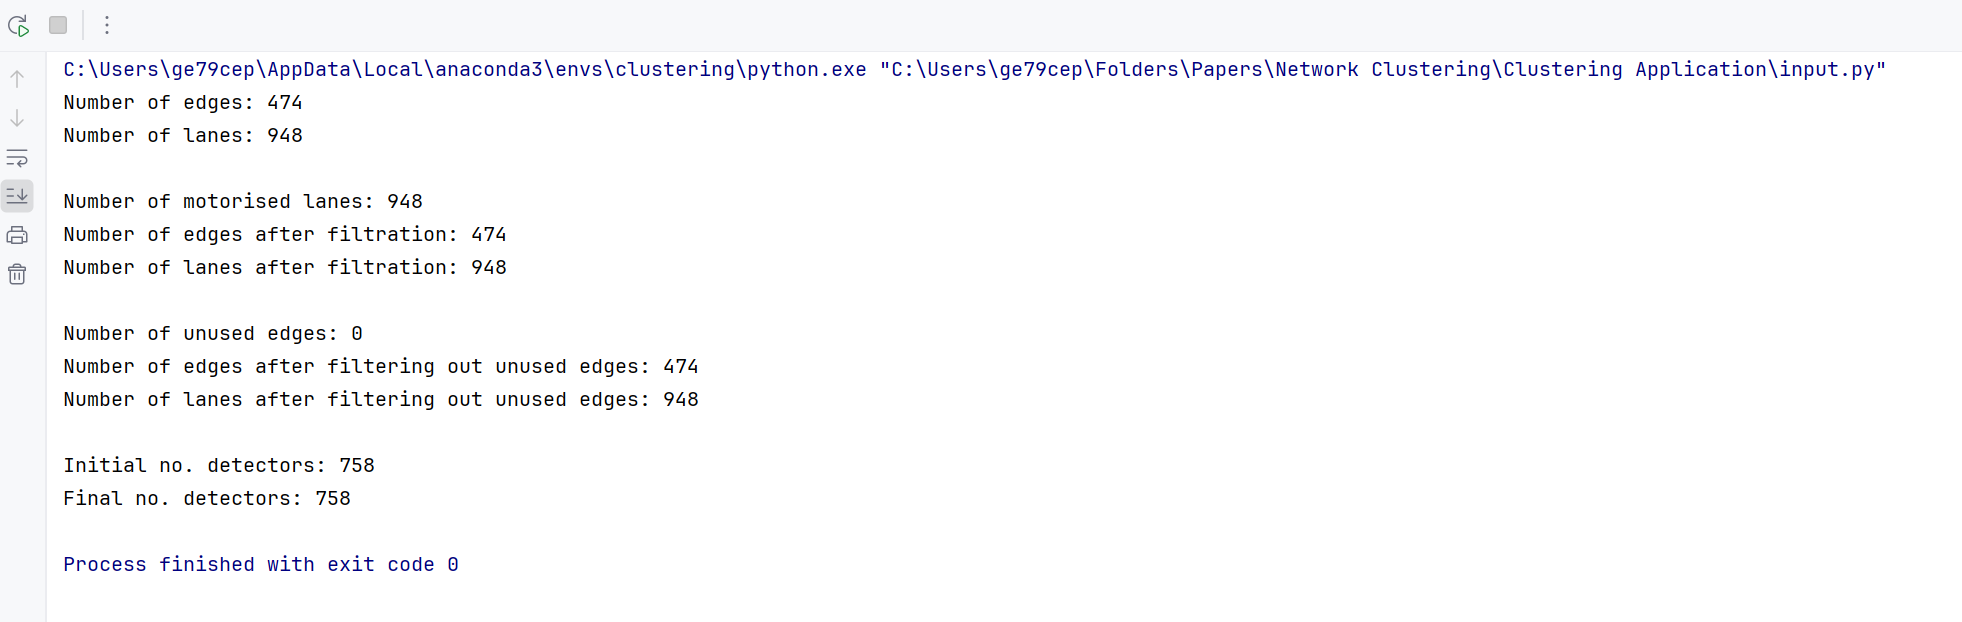 C:\Users\ge79cep\AppData\Local\anaconda3\envs\clustering\python.exe "C:\Users\ge79cep\Folders\Papers\Network Clustering\Clustering Application\input.py"
Number of edges: 474
Number of lanes: 948
Number of motorised lanes: 948
Number of edges after filtration: 474
Number of lanes after filtration: 948
Number of unused edges: 0
Number of edges after filtering out unused edges: 474
Number of lanes after filtering out unused edges: 948
Initial no. detectors: 758
Final no. detectors: 758
Process finished with exit code 0